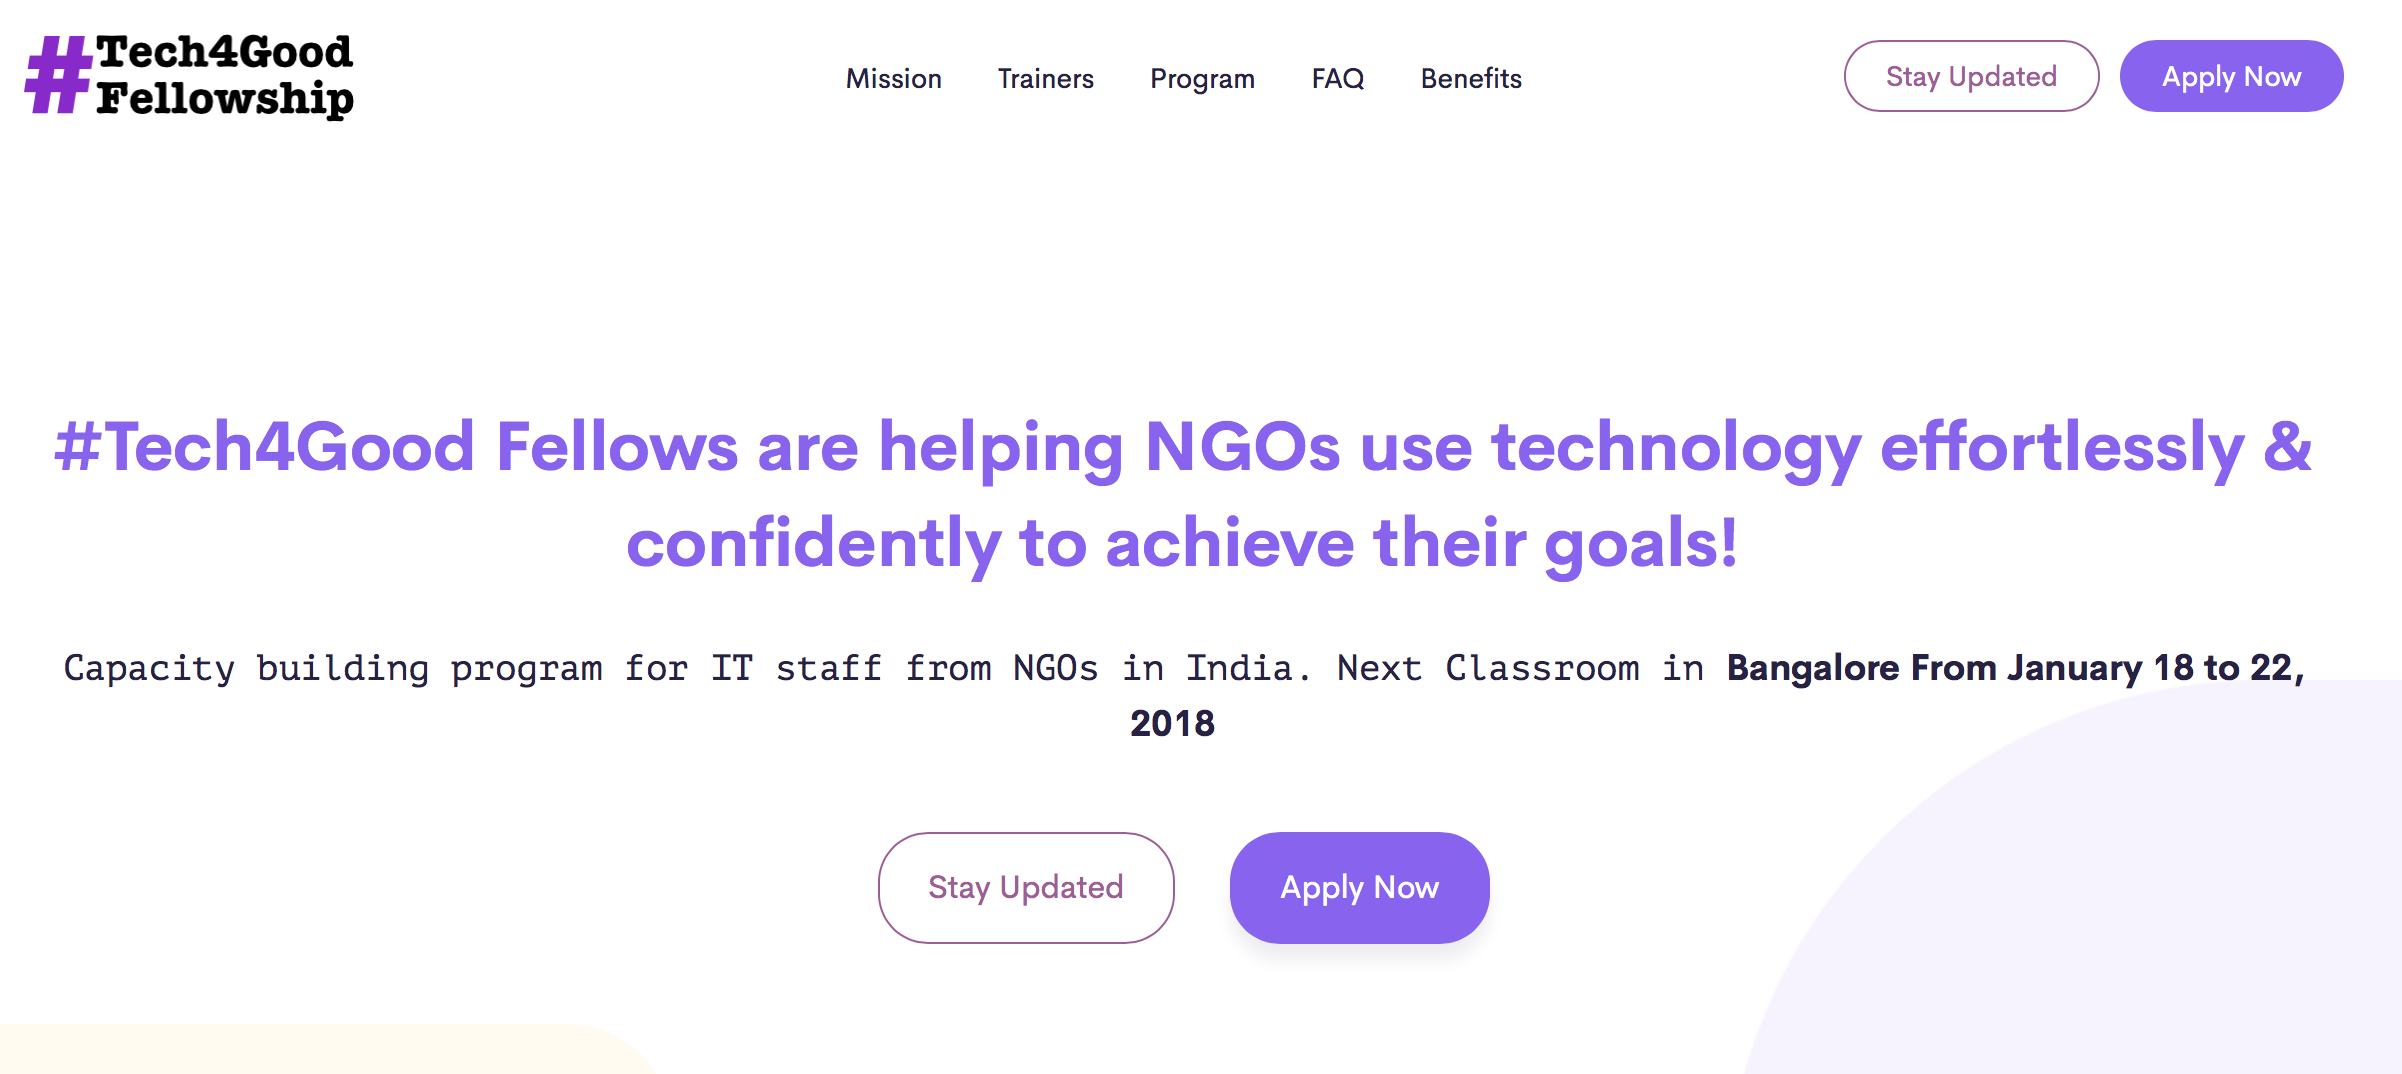 #Tech4Good
Fellowship
Mission Trainers Program FAQ Benefits
Stay Updated Apply Now
#Tech4Good Fellows are helping NGOs use technology effortlessly &
confidently to achieve their goals!
Capacity building program for IT staff from NGOs in India. Next Classroom in Bangalore From January 18 to 22,
2018
Stay Updated Apply Now